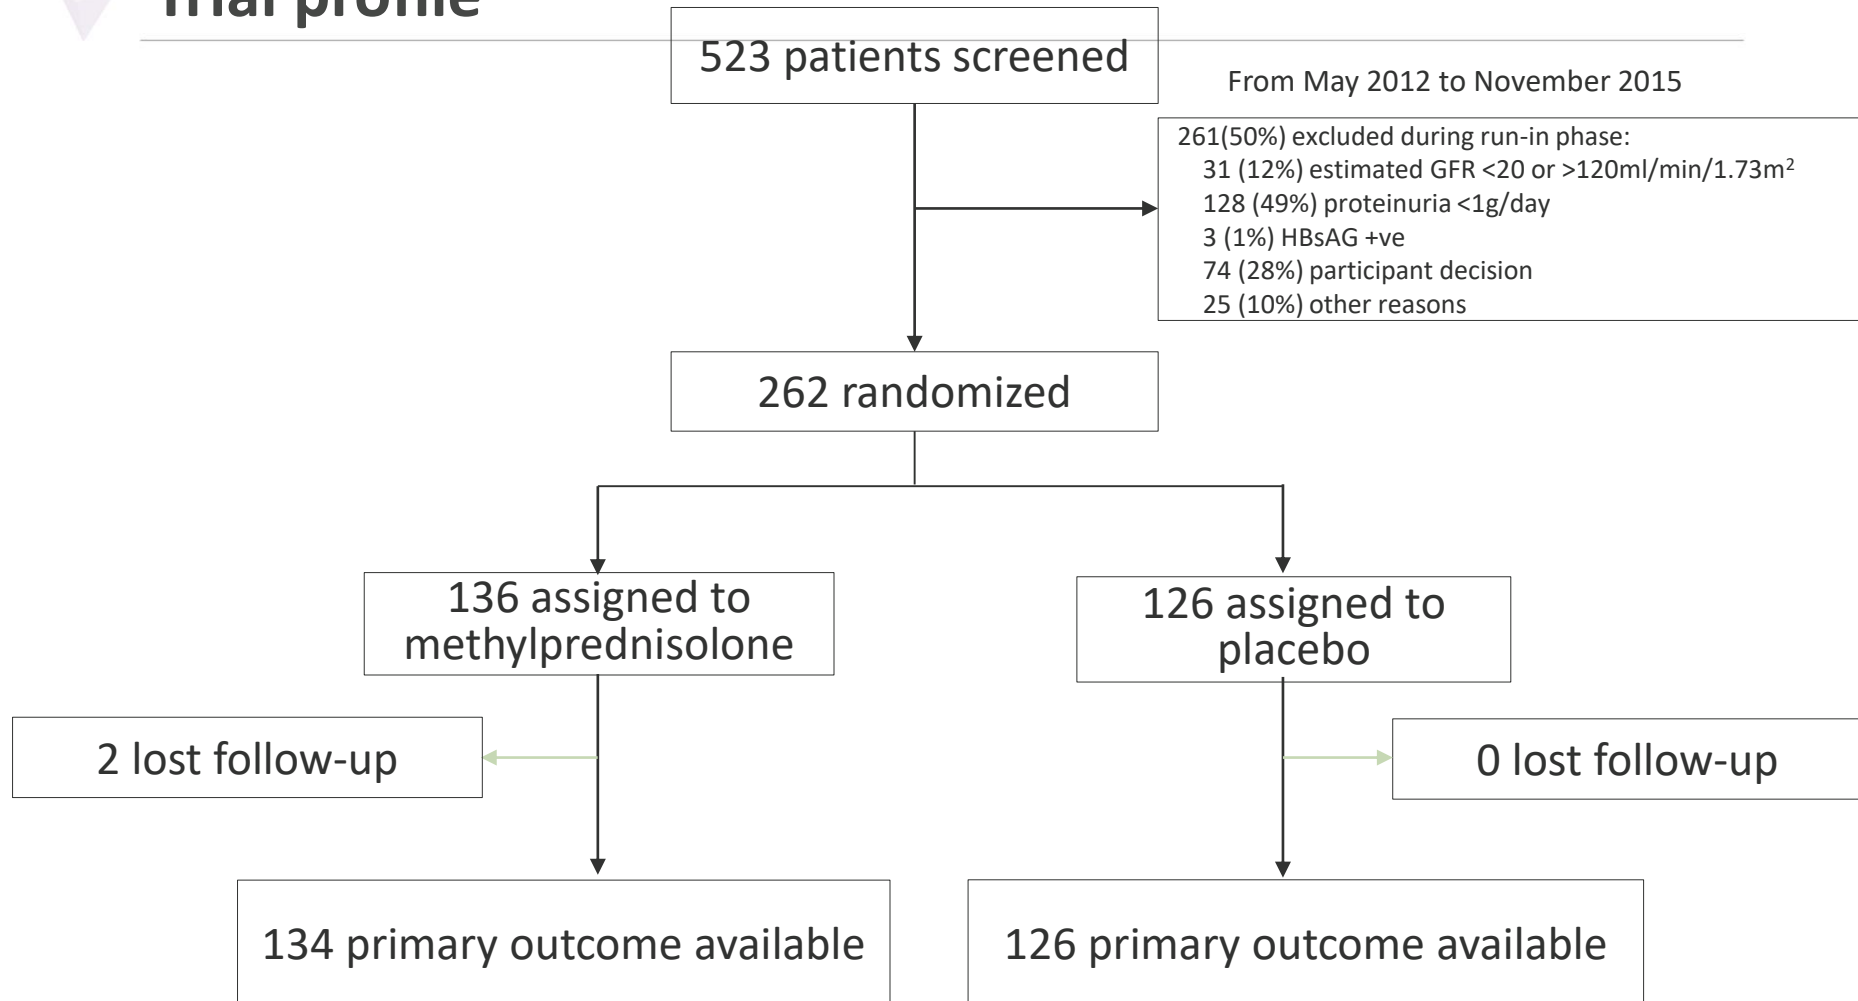 Trial profile
523 patients screened
From May 2012 to November 2015
261(50%) excluded during run-in phase:
31 (12%) estimated GFR <20 or >120ml/min/1.73m²
128 (49%) proteinuria <1g/day
3 (1%) HBsAG +ve
74 (28%) participant decision
25 (10%) other reasons
262 randomized
136 assigned to
methylprednisolone
126 assigned to
placebo
2 lost follow-up
0 lost follow-up
134 primary outcome available
126 primary outcome available